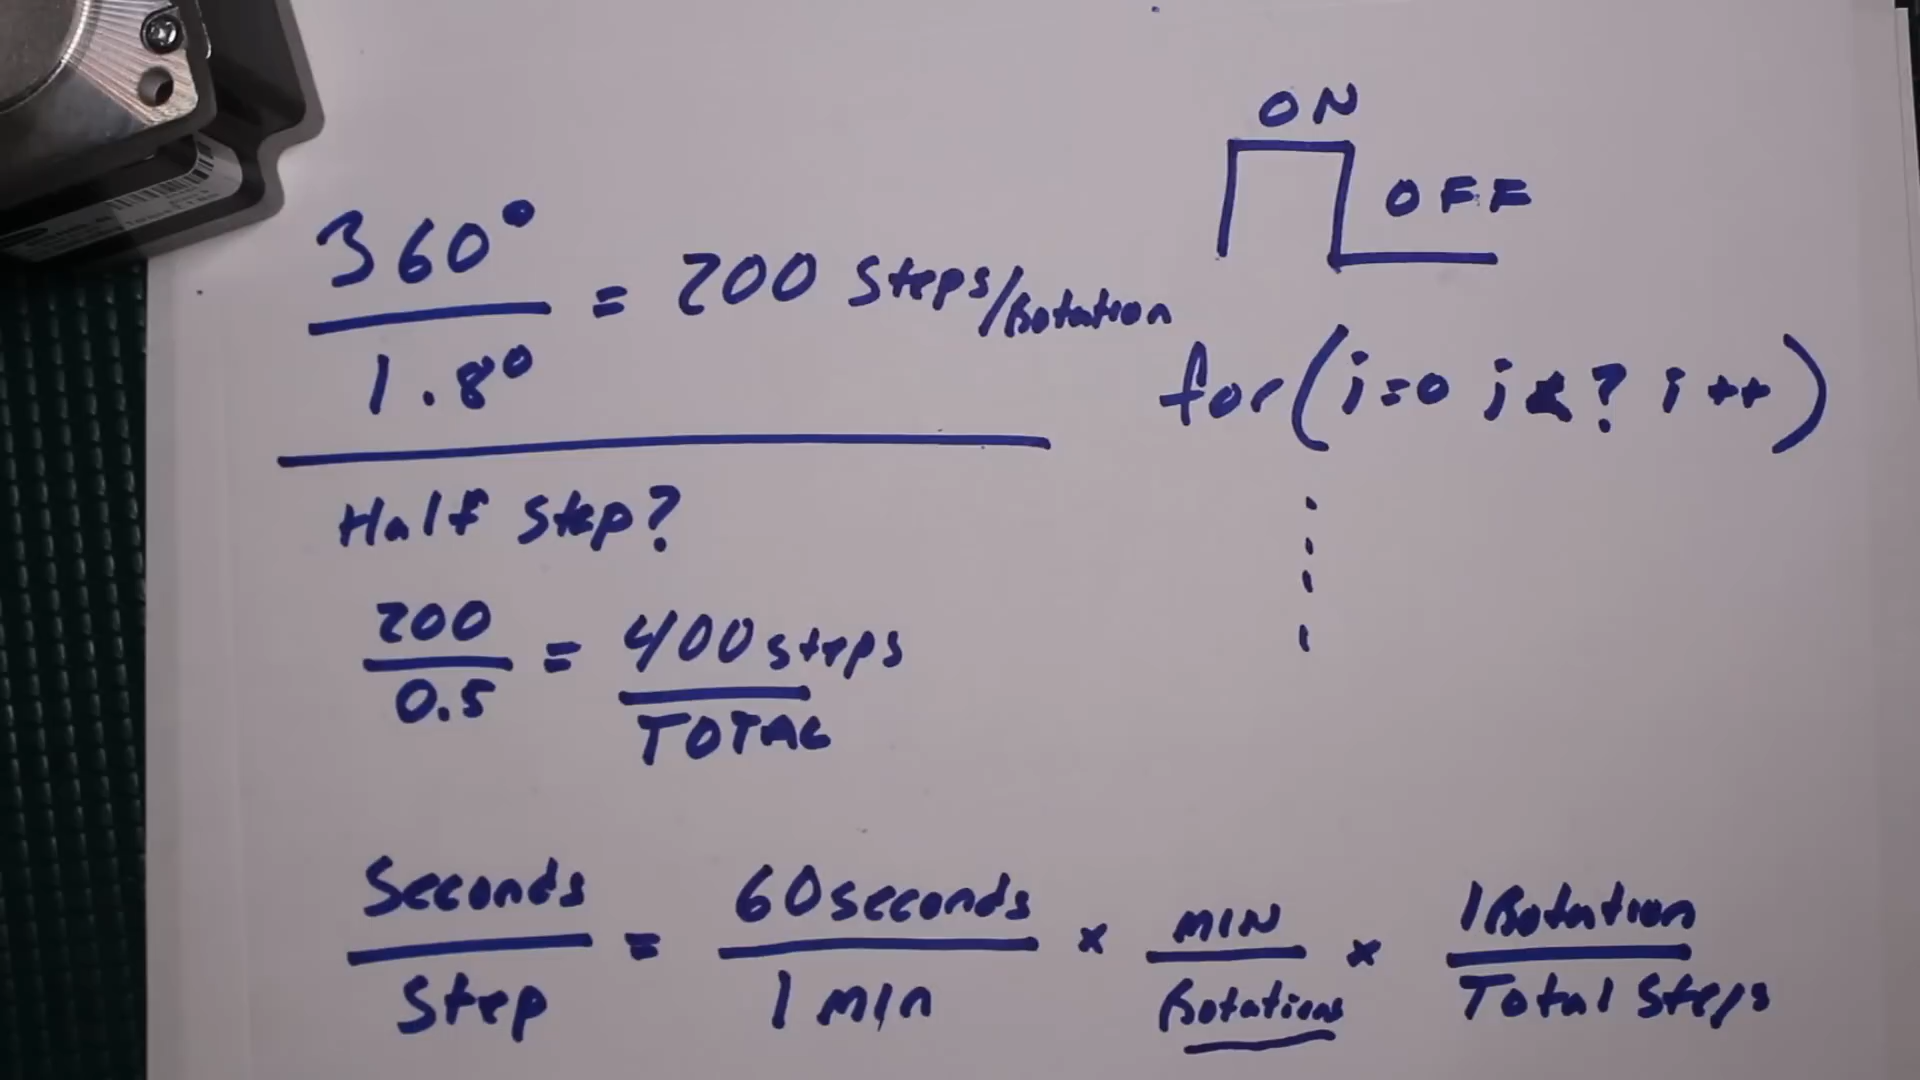 360°
1.8°
= 200 Steps/Rotation
Half Step?
200
0.5
= 400 steps
TOTAL
ON
OFF
for(i=0 i<? i++)
Seconds
Step
= 60 seconds
1 min
× MIN
Rotations
× 1 Rotation
Total Steps